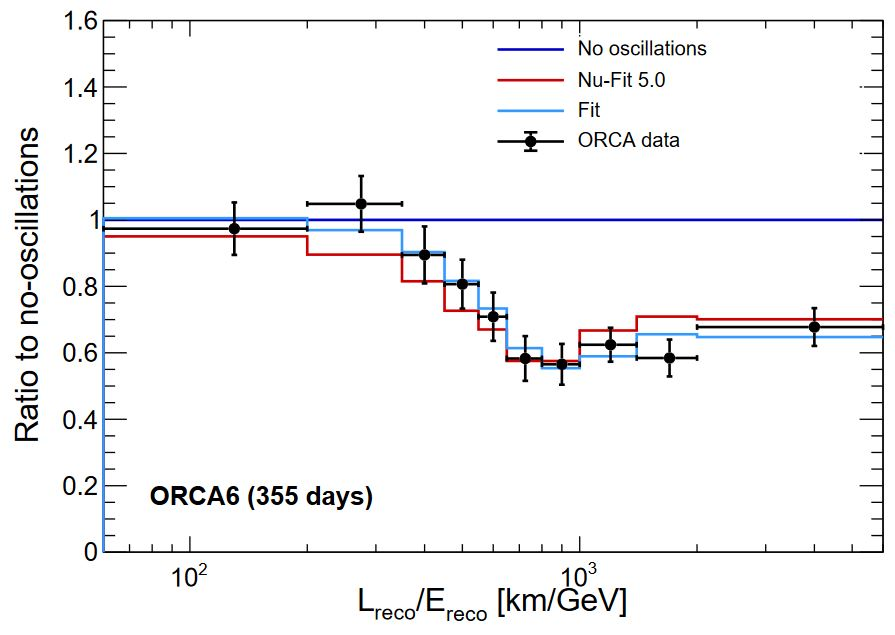 1.6
1.4
1.2
1
0.8
0.6
0.4
0.2
0
Ratio to no-oscillations
No oscillations
Nu-Fit 5.0
Fit
ORCA data
ORCA6 (355 days)
10² 10³
L_reco/E_reco [km/GeV]